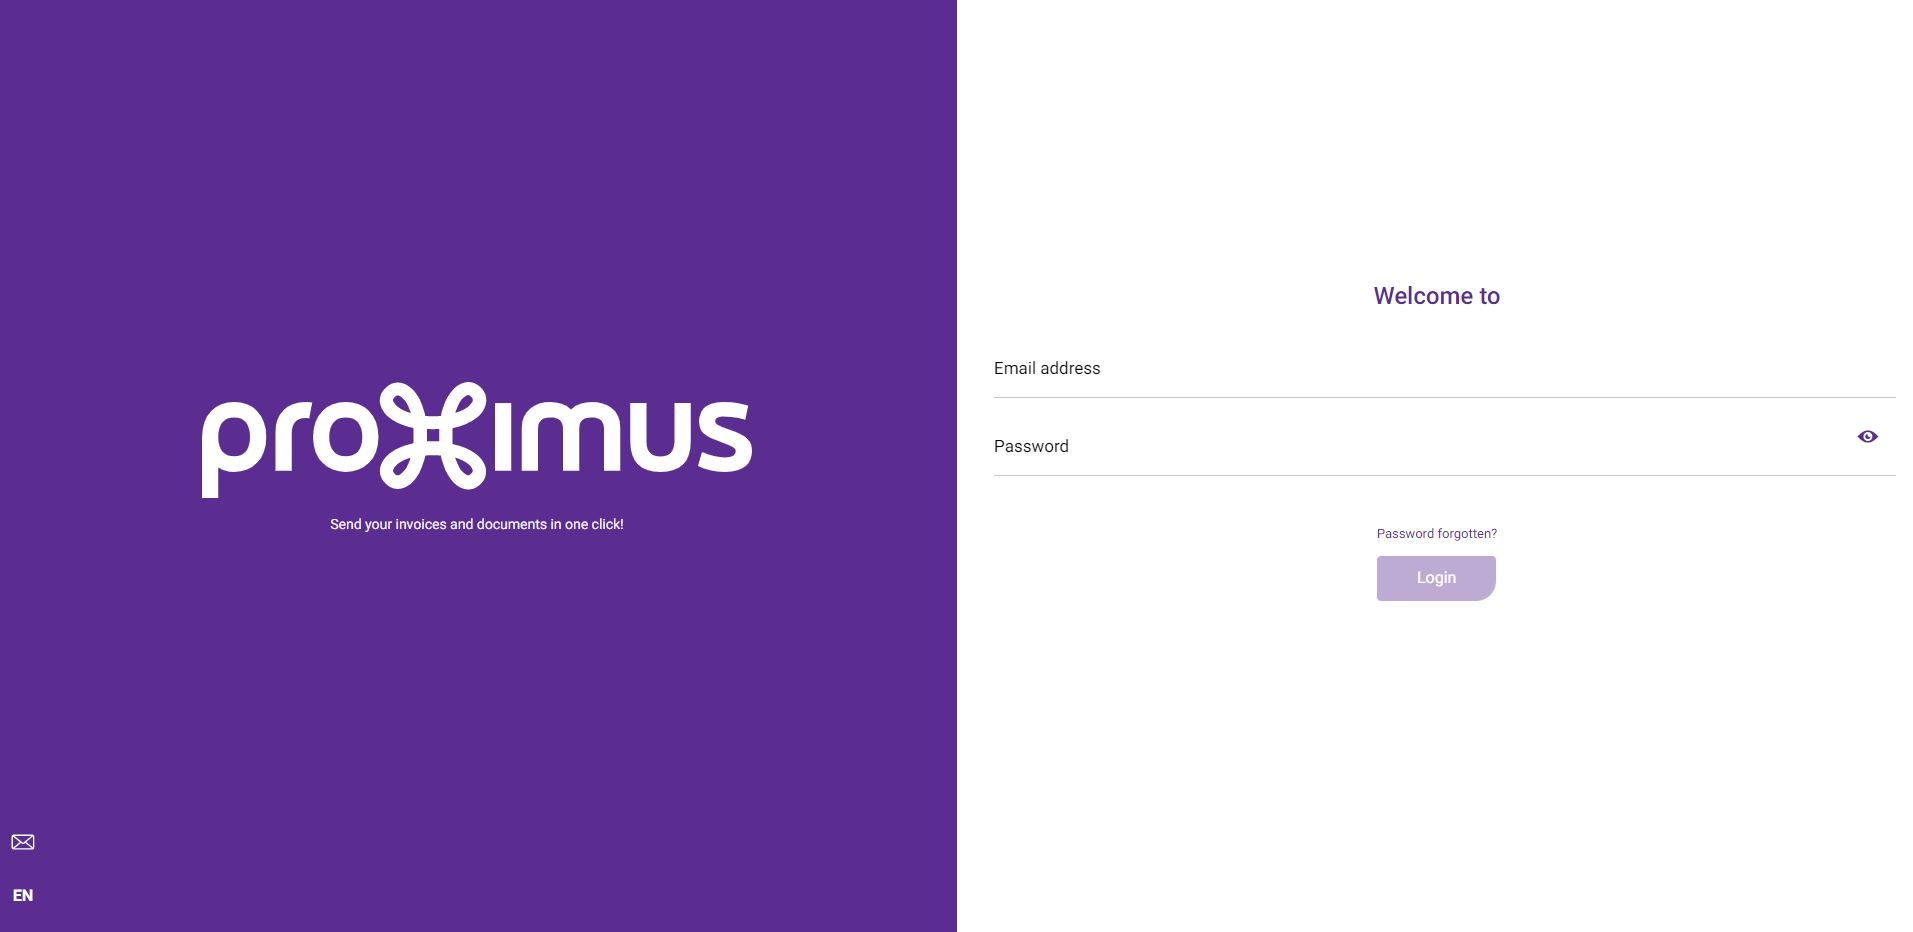 proximus
Send your invoices and documents in one click!
EN
Welcome to
Email address
Password
Password forgotten?
Login